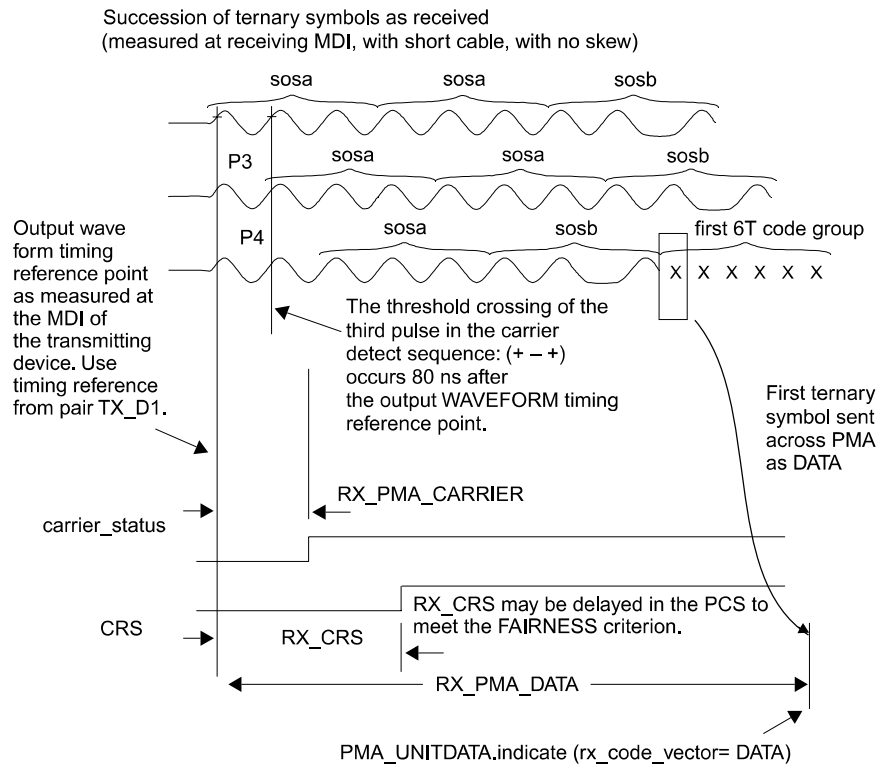 Succession of ternary symbols as received
(measured at receiving MDI, with short cable, with no skew)
sosa
sosa
sosb
P3
sosa
sosa
sosb
P4
sosa
sosb
first 6T code group
X X X X X X
Output wave
form timing
reference point
as measured at
the MDI of
the transmitting
device. Use
timing reference
from pair TX_D1.
The threshold crossing of the
third pulse in the carrier
detect sequence: (+ – +)
occurs 80 ns after
the output WAVEFORM timing
reference point.
First ternary
symbol sent
across PMA
as DATA
RX_PMA_CARRIER
carrier_status
RX_CRS may be delayed in the PCS to
meet the FAIRNESS criterion.
CRS
RX_CRS
RX_PMA_DATA
PMA_UNITDATA.indicate (rx_code_vector= DATA)